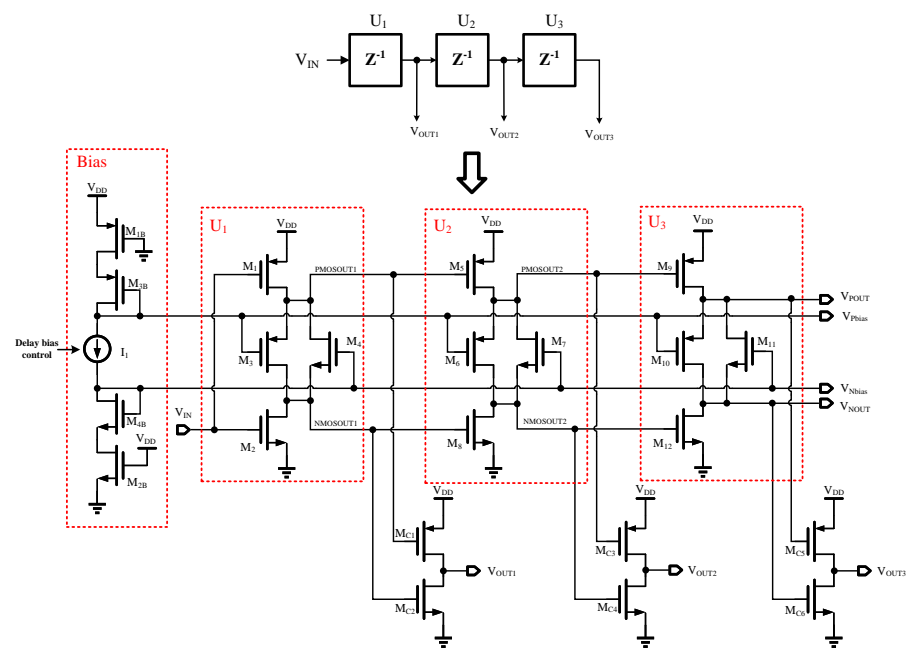 U1 U2 U3
VIN Z-1 Z-1 Z-1
VOUT1 VOUT2 VOUT3
Bias
VDD
M1B
M3B
Delay bias
control
I1
M4B
VDD
M2B
VIN
U1
VDD
M1
PMOSOUT1
M3
M4
NMOSOUT1
M2
U2
VDD
M5
PMOSOUT2
M6
M7
NMOSOUT2
M8
U3
VDD
M9
M10
M11
M12
VPOUT
VPbias
VNbias
VNOUT
VDD
MC1
MC2
VOUT1
VDD
MC3
MC4
VOUT2
VDD
MC5
MC6
VOUT3